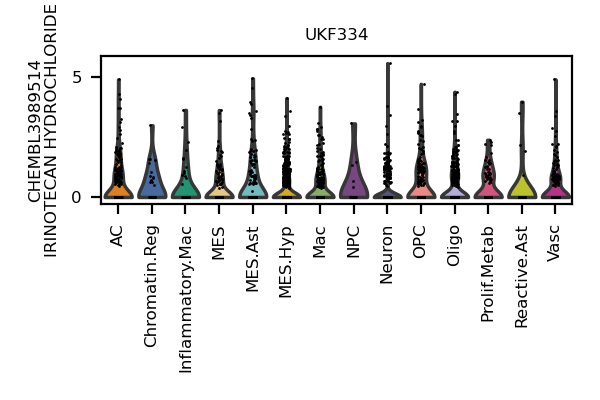 UKF334
CHEMBL3989514
IRINOTECAN HYDROCHLORIDE
5
0
AC
Chromatin.Reg
Inflammatory.Mac
MES
MES.Ast
MES.Hyp
Mac
NPC
Neuron
OPC
Oligo
Prolif.Metab
Reactive.Ast
Vasc